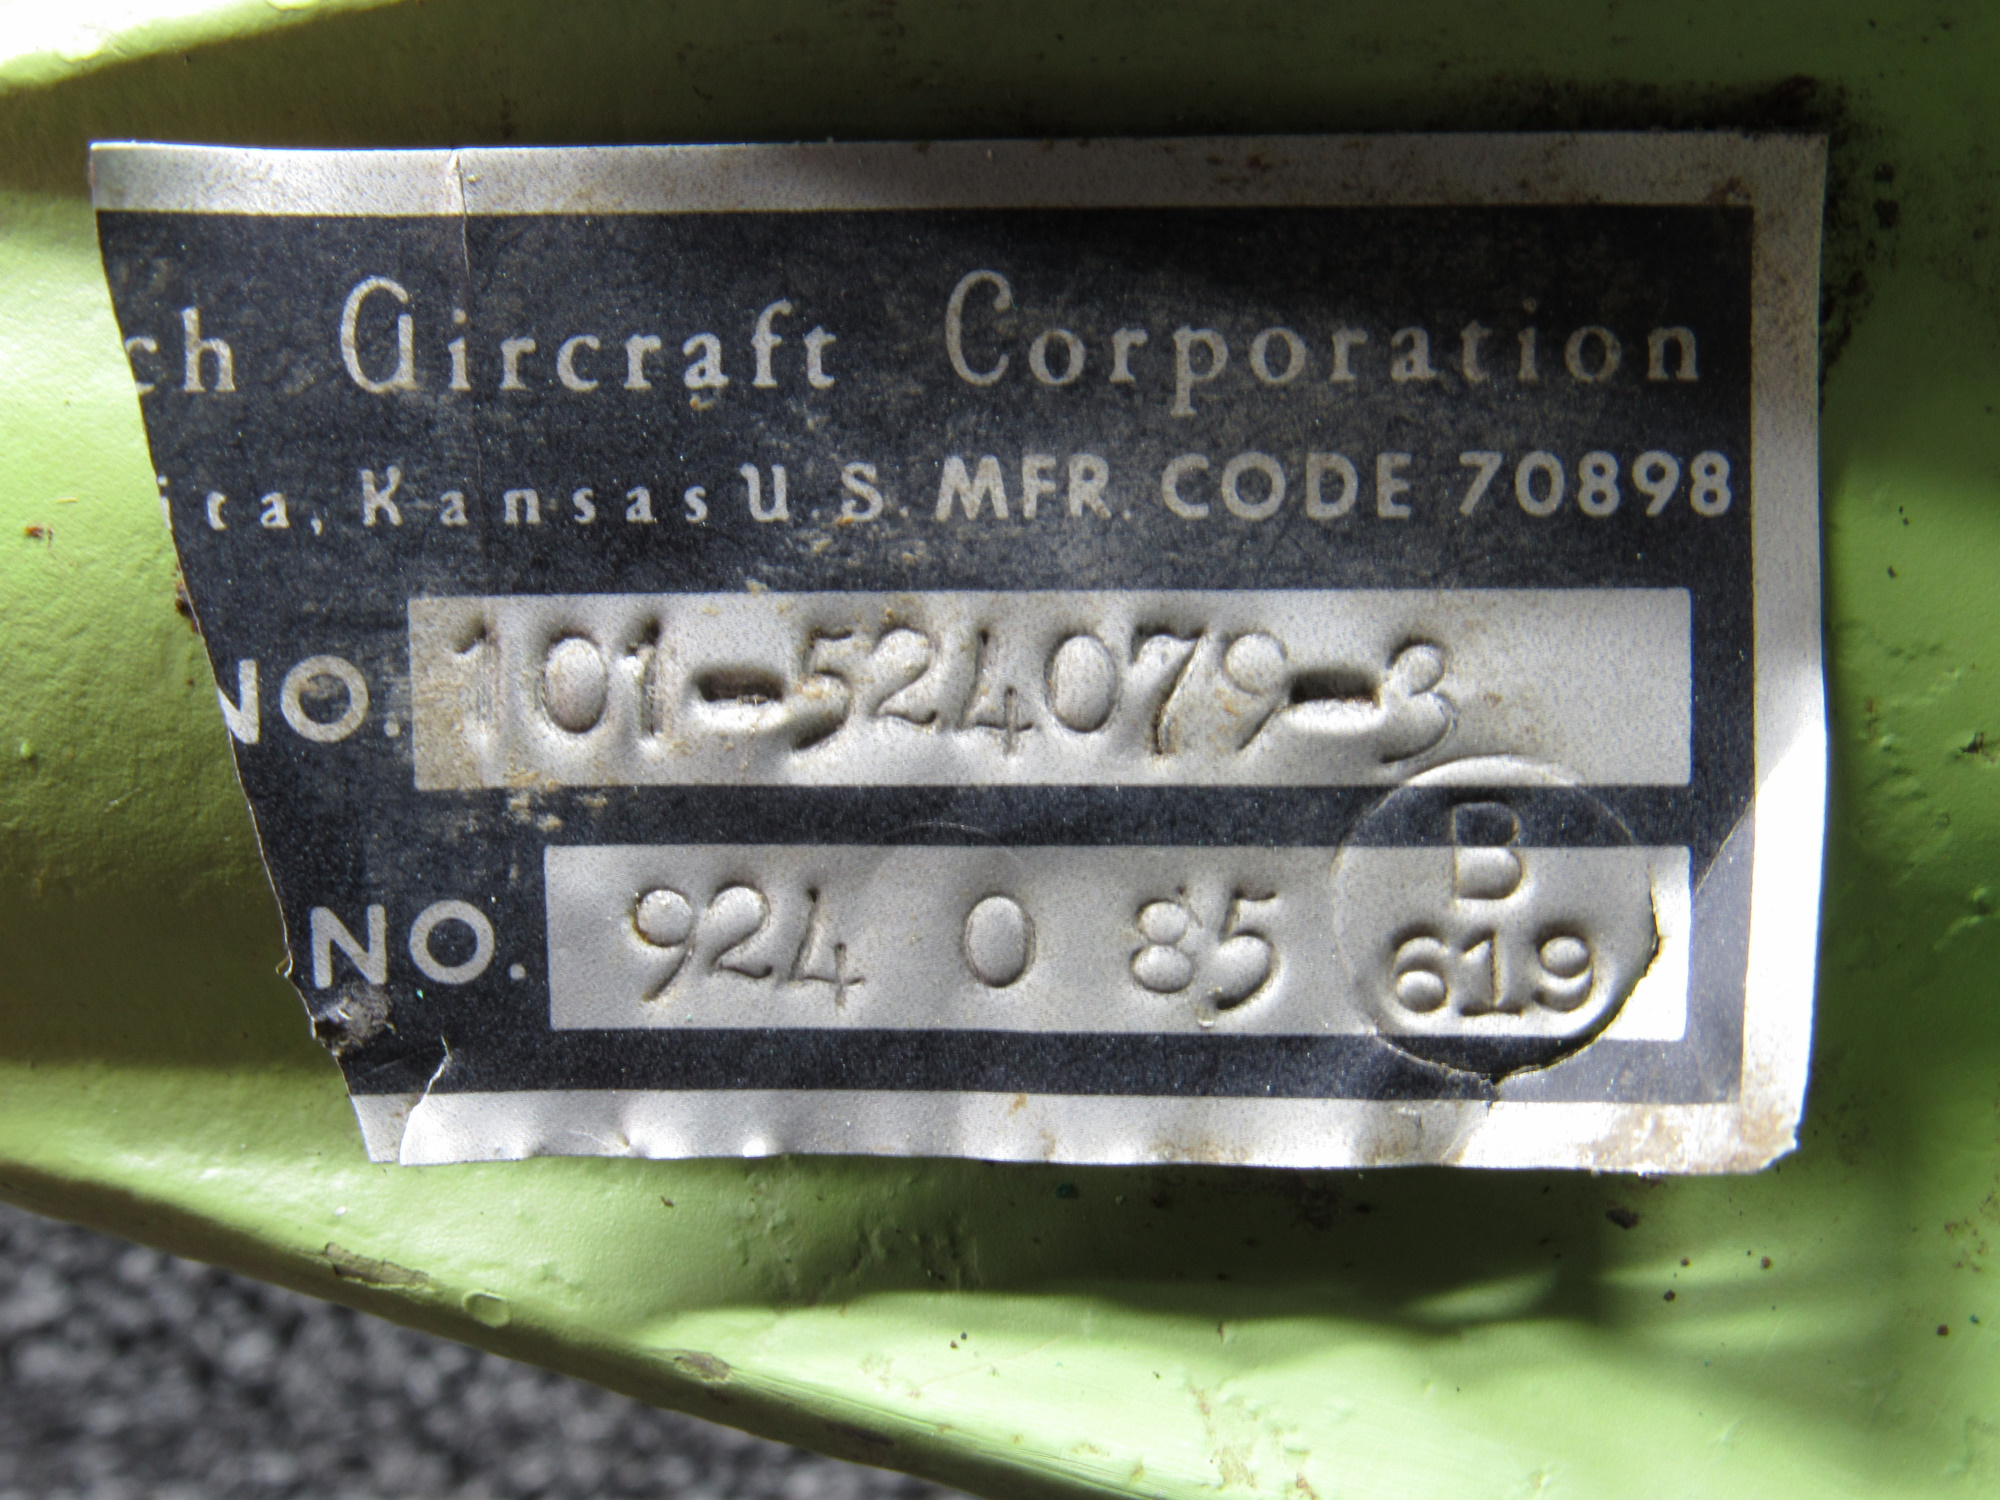 ch Aircraft Corporation
ita, Kansas U.S. MFR. CODE 70898
NO. 101-524079-3
NO. 924 0 85
B
619